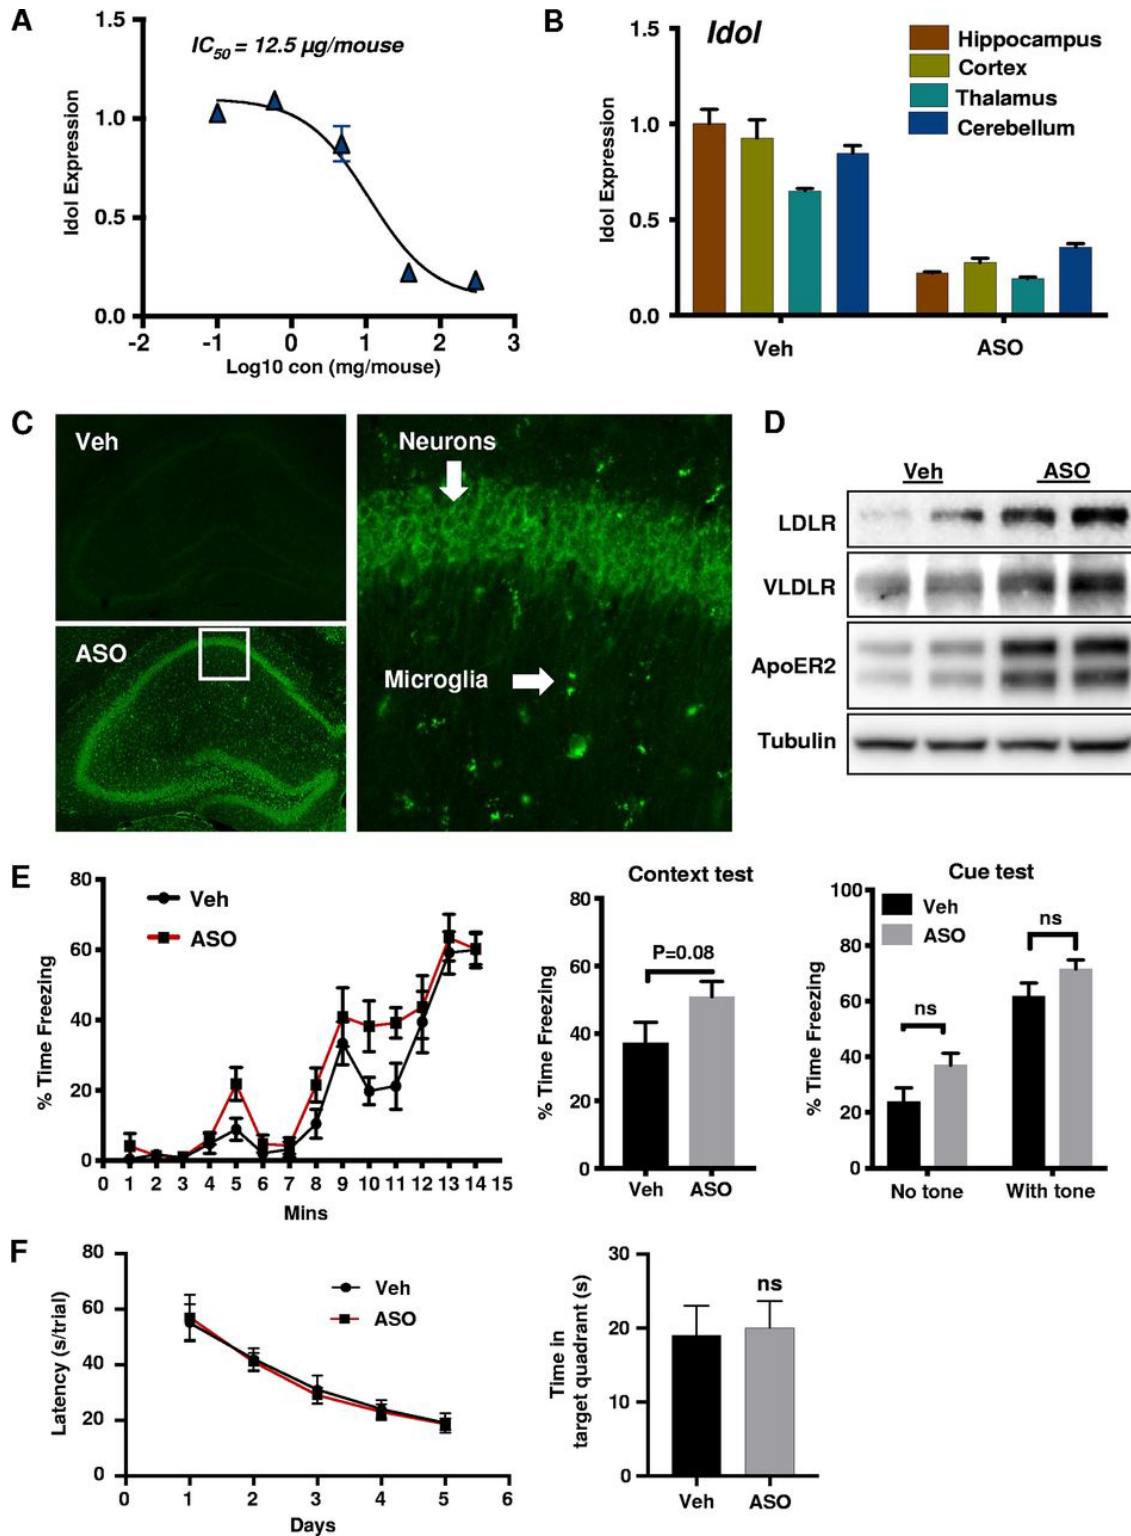 A
IC50 = 12.5 µg/mouse
Idol Expression
1.5
1.0
0.5
0.0
-2 -1 0 1 2 3
Log10 con (mg/mouse)
B
Idol
Hippocampus
Cortex
Thalamus
Cerebellum
Idol Expression
1.5
1.0
0.5
0.0
Veh ASO
C
Veh
ASO
Neurons
Microglia
D
Veh ASO
LDLR
VLDLR
ApoER2
Tubulin
E
Veh
ASO
% Time Freezing
80
60
40
20
0
0 1 2 3 4 5 6 7 8 9 10 11 12 13 14 15
Mins
Context test
P=0.08
% Time Freezing
80
60
40
20
0
Veh ASO
Cue test
Veh
ASO
ns
ns
% Time Freezing
100
80
60
40
20
0
No tone With tone
F
Veh
ASO
Latency (s/trial)
80
60
40
20
0
0 1 2 3 4 5 6
Days
Time in
target quadrant (s)
30
20
10
0
ns
Veh ASO